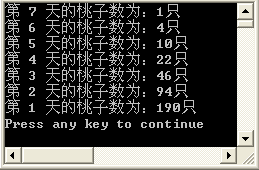 第 7 天的桃子数为：1只
第 6 天的桃子数为：4只
第 5 天的桃子数为：10只
第 4 天的桃子数为：22只
第 3 天的桃子数为：46只
第 2 天的桃子数为：94只
第 1 天的桃子数为：190只
Press any key to continue